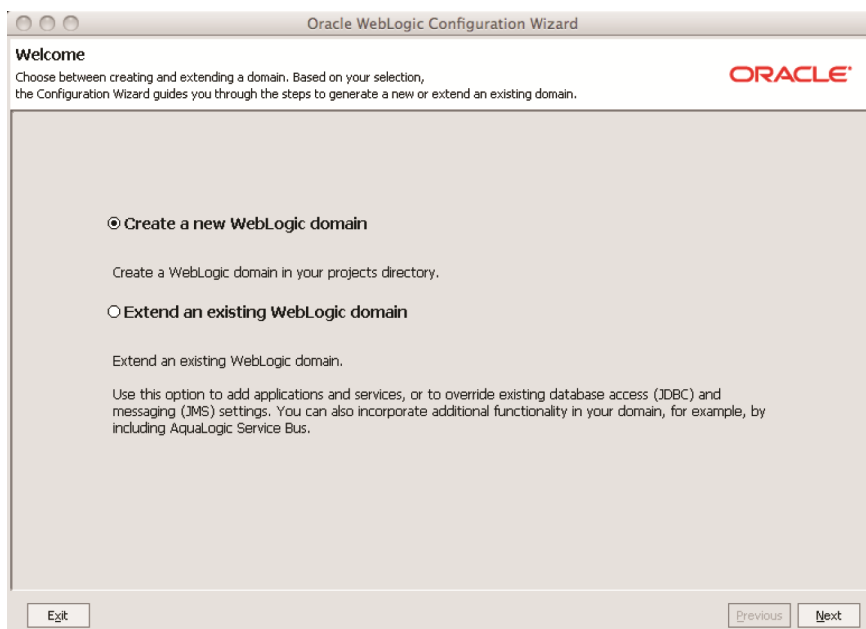 Oracle WebLogic Configuration Wizard
Welcome
Choose between creating and extending a domain. Based on your selection,
the Configuration Wizard guides you through the steps to generate a new or extend an existing domain.
ORACLE
Create a new WebLogic domain
Create a WebLogic domain in your projects directory.
Extend an existing WebLogic domain
Extend an existing WebLogic domain.
Use this option to add applications and services, or to override existing database access (JDBC) and
messaging (JMS) settings. You can also incorporate additional functionality in your domain, for example, by
including AquaLogic Service Bus.
Exit
Previous
Next